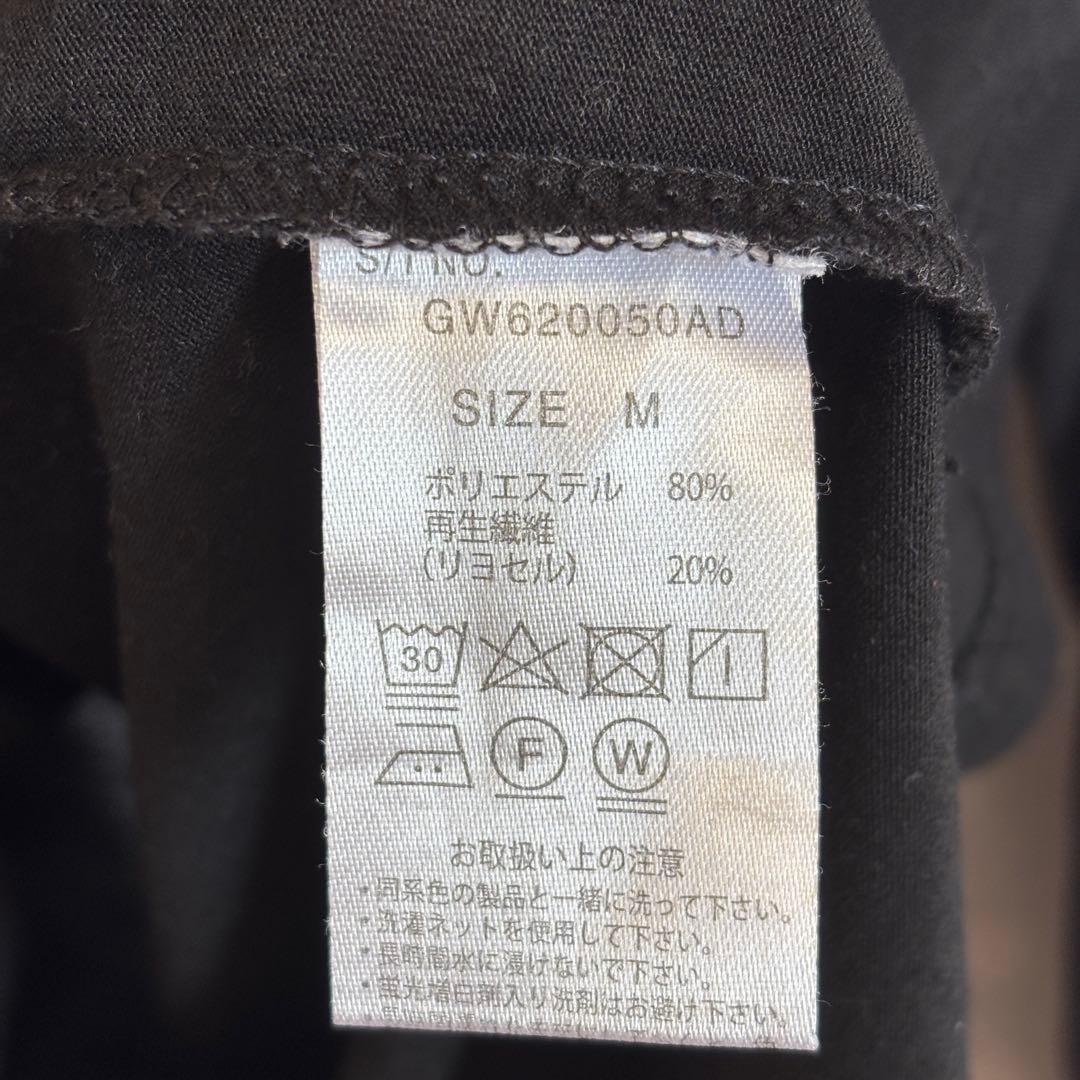 S/T NO.
GW620050AD
SIZE M
ポリエステル 80%
再生繊維
(リヨセル) 20%
30
F W
お取扱い上の注意
・同系色の製品と一緒に洗って下さい。
・洗濯ネットを使用して下さい。
・長時間水に浸けないで下さい。
・蛍光増白剤入り洗剤はお避け下さい。